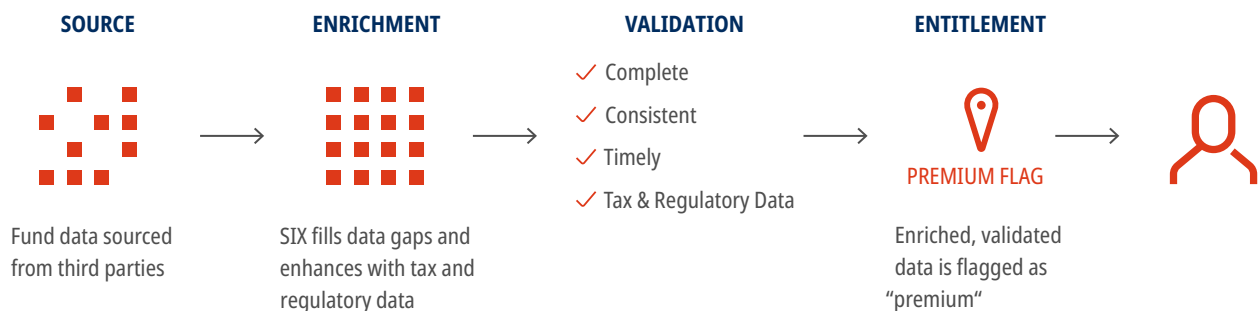 SOURCE
Fund data sourced
from third parties
ENRICHMENT
SIX fills data gaps and
enhances with tax and
regulatory data
VALIDATION
Complete
Consistent
Timely
Tax & Regulatory Data
ENTITLEMENT
PREMIUM FLAG
Enriched, validated
data is flagged as
“premium“